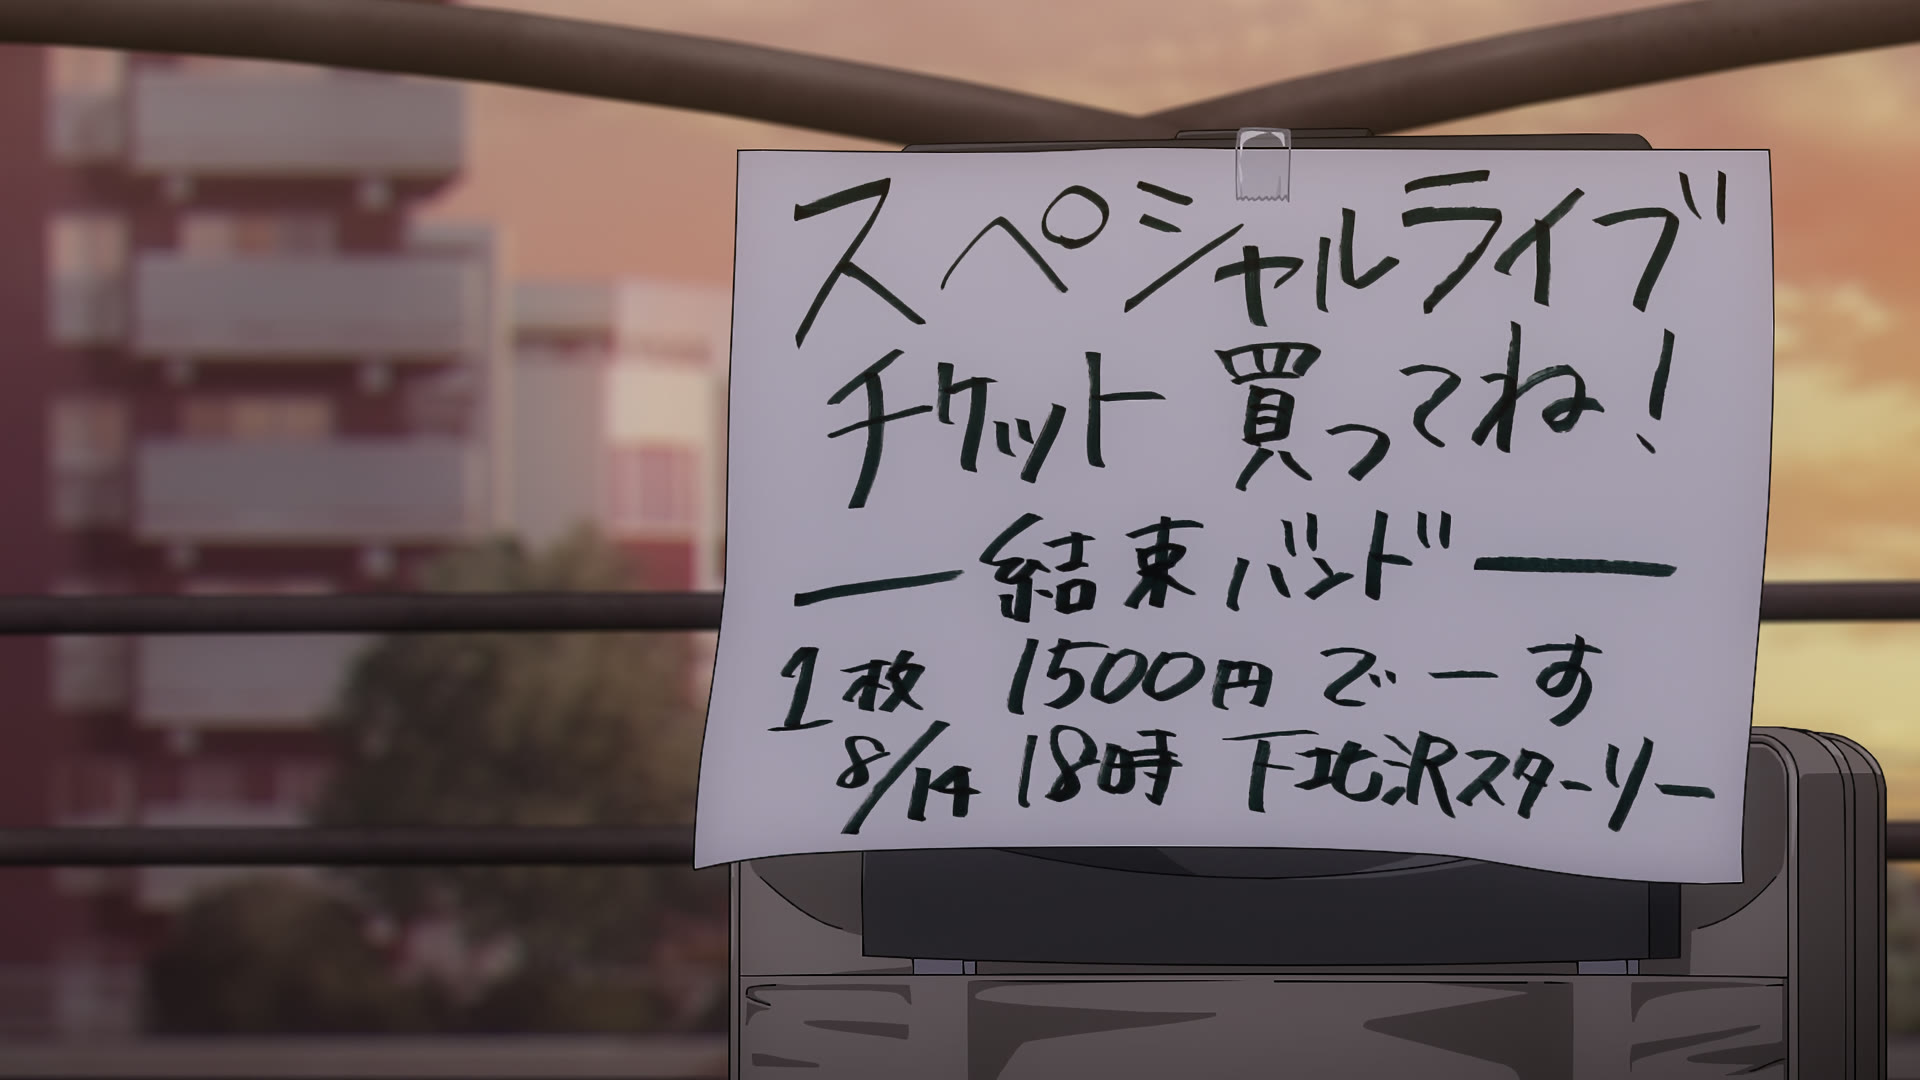 スペシャルライブ
チケット 買ってね!
― 結束バンド ―
1枚 1500円 でーす
8/14 18時 下北沢スターリー